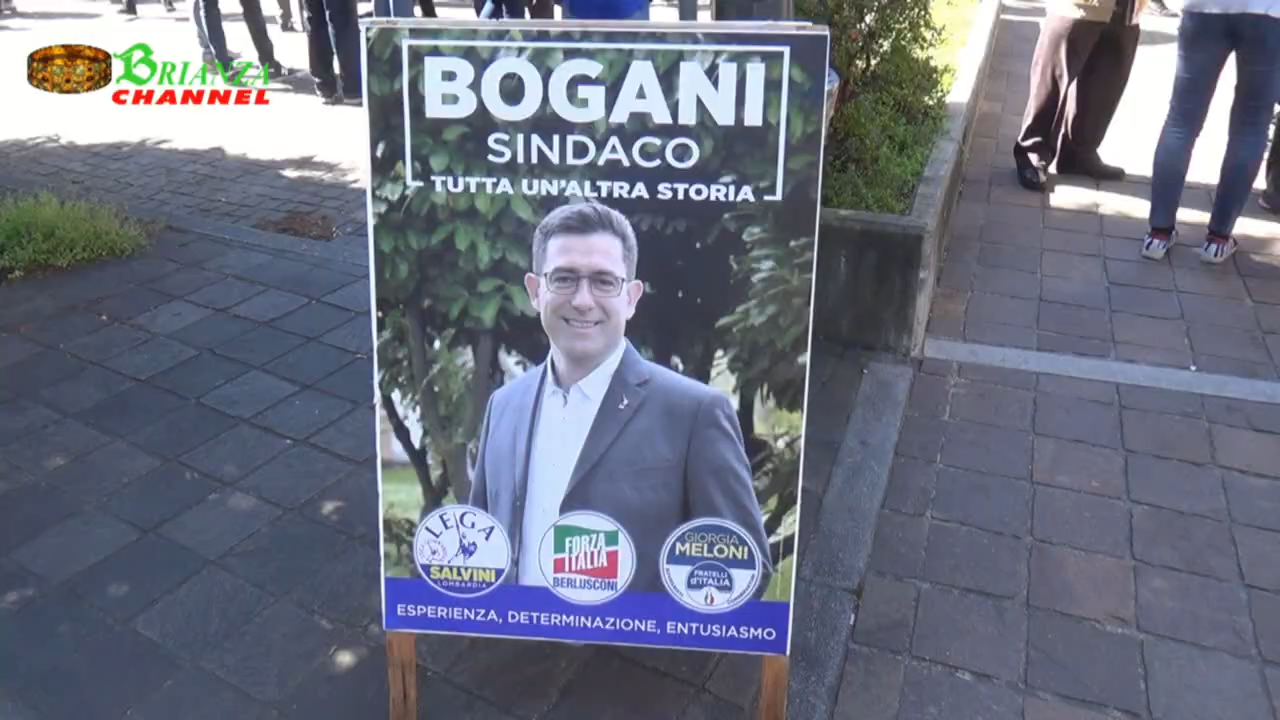 BRIANZA
CHANNEL
BOGANI
SINDACO
TUTTA UN'ALTRA STORIA
LEGA
SALVINI
LOMBARDIA
FORZA
ITALIA
BERLUSCONI
GIORGIA
MELONI
FRATELLI
d'ITALIA
ESPERIENZA, DETERMINAZIONE, ENTUSIASMO